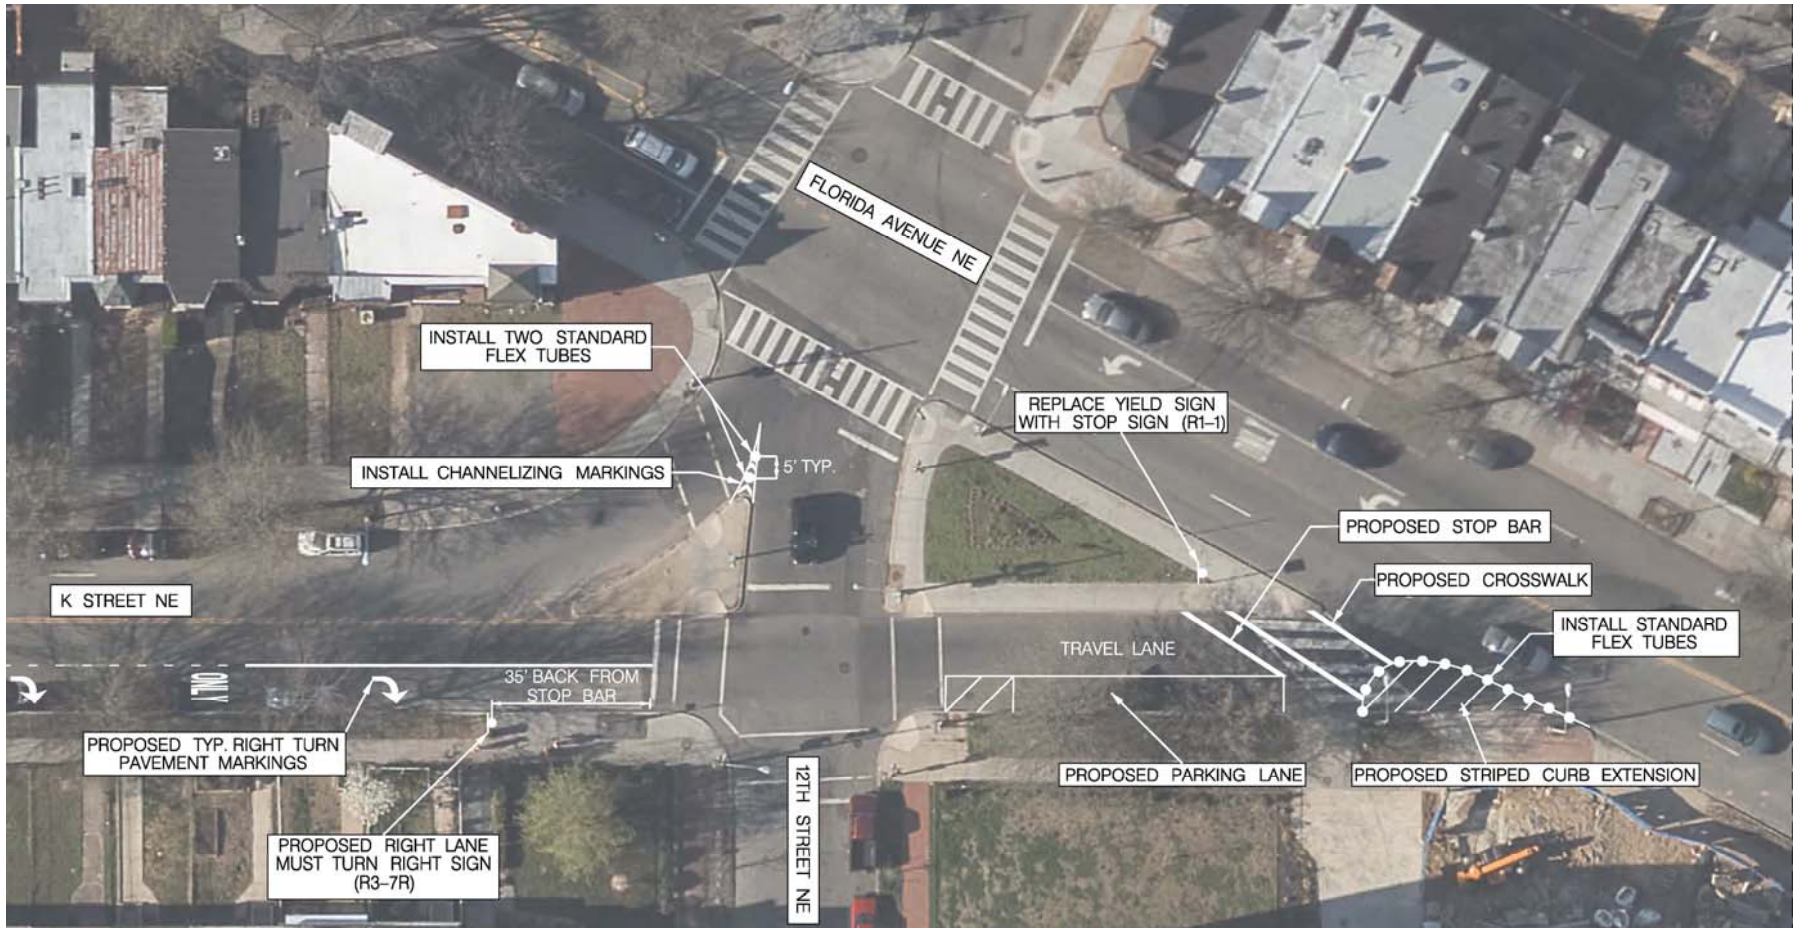 FLORIDA AVENUE NE
INSTALL TWO STANDARD
FLEX TUBES
REPLACE YIELD SIGN
WITH STOP SIGN (R1-1)
INSTALL CHANNELIZING MARKINGS
5' TYP.
PROPOSED STOP BAR
PROPOSED CROSSWALK
K STREET NE
INSTALL STANDARD
FLEX TUBES
TRAVEL LANE
ONLY
35' BACK FROM
STOP BAR
PROPOSED TYP. RIGHT TURN
PAVEMENT MARKINGS
PROPOSED PARKING LANE
PROPOSED STRIPED CURB EXTENSION
12TH STREET NE
PROPOSED RIGHT LANE
MUST TURN RIGHT SIGN
(R3-7R)